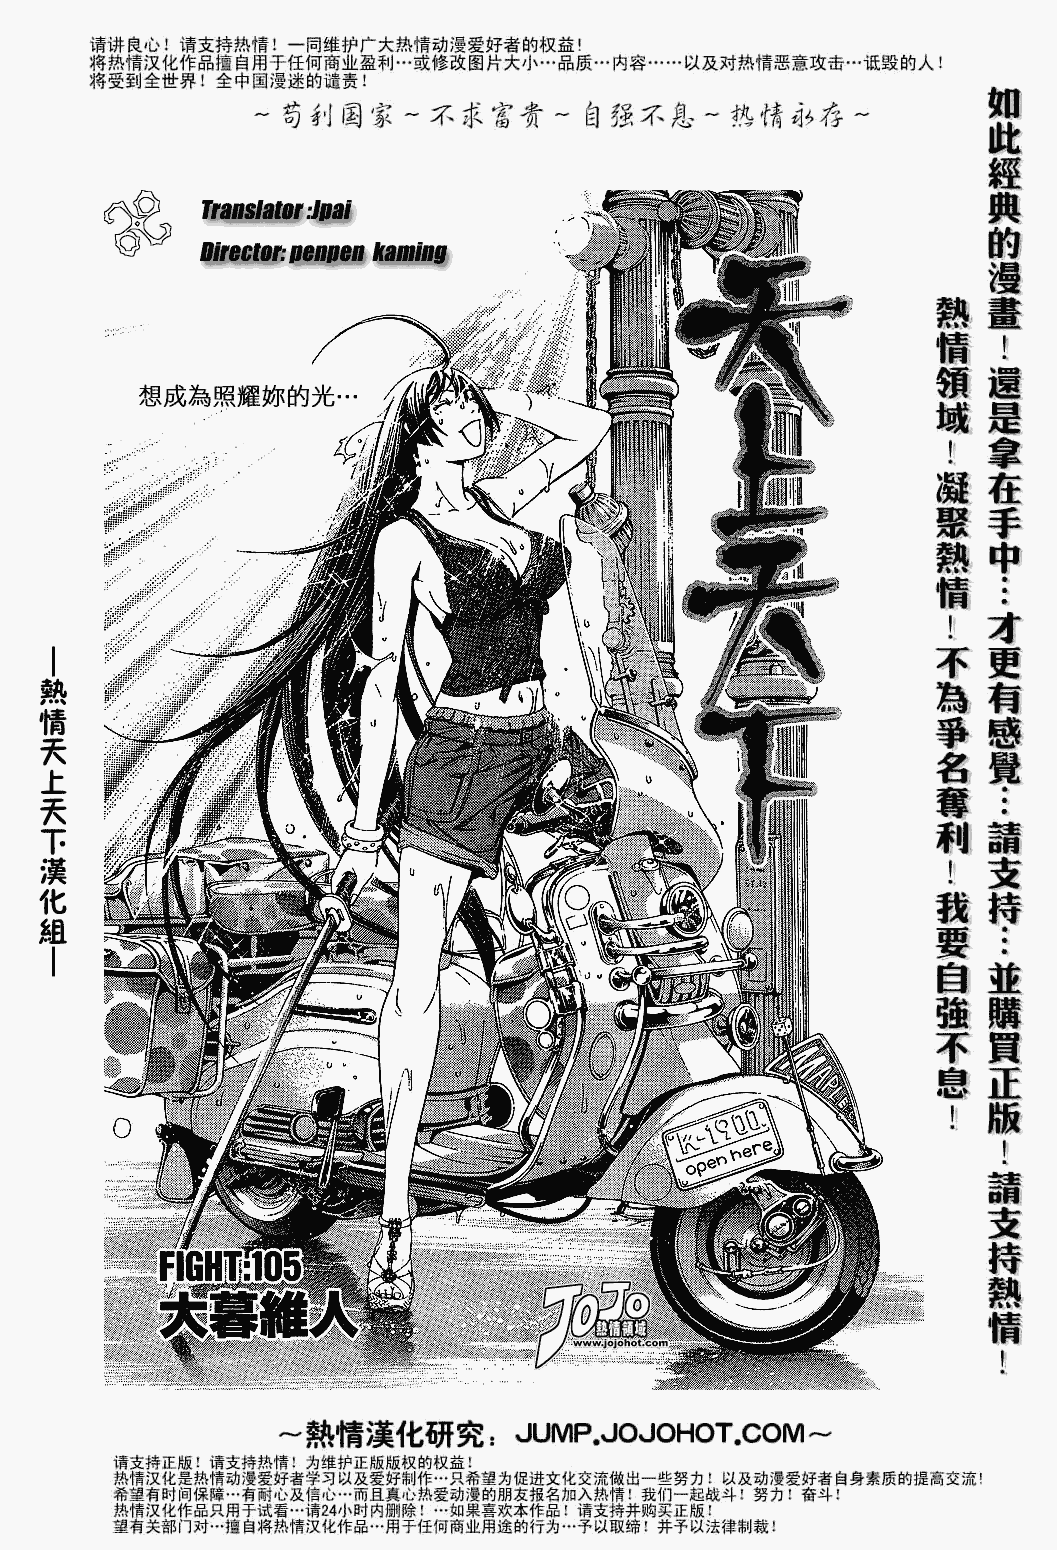 请讲良心！请支持热情！一同维护广大热情动漫爱好者的权益！
将热情汉化作品擅自用于任何商业盈利…或修改图片大小…品质…内容……以及对热情恶意攻击…诋毁的人！
将受到全世界！全中国漫迷的谴责！
～苟利国家～不求富贵～自强不息～热情永存～
如此經典的漫畫！還是拿在手中…才更有感覺…請支持…並購買正版！請支持熱情！
熱情領域！凝聚熱情！不為爭名奪利！我要自強不息！
Translator :Jpai
Director: penpen kaming
天上天下
想成為照耀妳的光…
—熱情天上天下漢化組—
MAPLE
K-1900.
open here
FIGHT:105
大暮維人
JOJO
熱情領域
www.jojohot.com
～熱情漢化研究：JUMP.JOJOHOT.COM～
请支持正版！请支持热情！为维护正版版权的权益！
热情汉化是热情动漫爱好者学习以及爱好制作…只希望为促进文化交流做出一些努力！以及动漫爱好者自身素质的提高交流！
希望有时间保障…有耐心及信心…而且真心热爱动漫的朋友报名加入热情！我们一起战斗！努力！奋斗！
热情汉化作品只用于试看…请24小时内删除！…如果喜欢本作品！请支持并购买正版！
望有关部门对…擅自将热情汉化作品…用于任何商业用途的行为…予以取缔！并予以法律制裁！